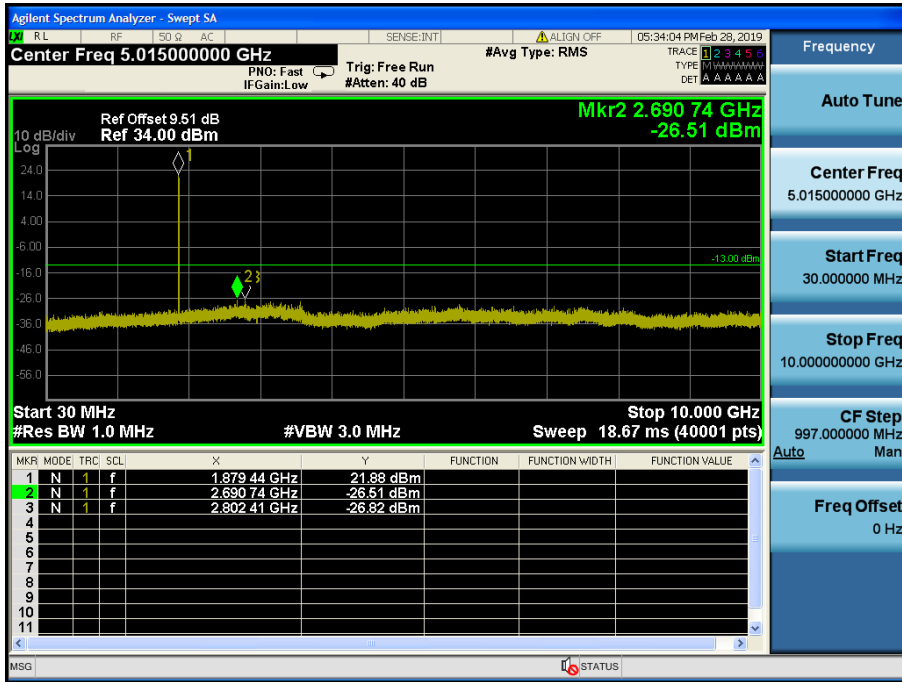 Agilent Spectrum Analyzer - Swept SA
LXI RL RF 50 Ω AC SENSE:INT ALIGN OFF 05:34:04 PM Feb 28, 2019
Center Freq 5.015000000 GHz #Avg Type: RMS TRACE 1 2 3 4 5 6
PNO: Fast Trig: Free Run TYPE M WWWWW
IFGain:Low #Atten: 40 dB DET A A A A A A
Frequency
Mkr2 2.690 74 GHz
-26.51 dBm
Ref Offset 9.51 dB
10 dB/div Ref 34.00 dBm
Log
1
24.0
14.0
4.00
-6.00
-13.00 dBm
-16.0
2 3
-26.0
-36.0
-46.0
-56.0
Start 30 MHz Stop 10.000 GHz
#Res BW 1.0 MHz #VBW 3.0 MHz Sweep 18.67 ms (40001 pts)
MKR MODE TRC SCL X Y FUNCTION FUNCTION WIDTH FUNCTION VALUE
1 N 1 f 1.879 44 GHz 21.88 dBm
2 N 1 f 2.690 74 GHz -26.51 dBm
3 N 1 f 2.802 41 GHz -26.82 dBm
4
5
6
7
8
9
10
11
MSG STATUS
Auto Tune
Center Freq
5.015000000 GHz
Start Freq
30.000000 MHz
Stop Freq
10.000000000 GHz
CF Step
997.000000 MHz
Auto Man
Freq Offset
0 Hz